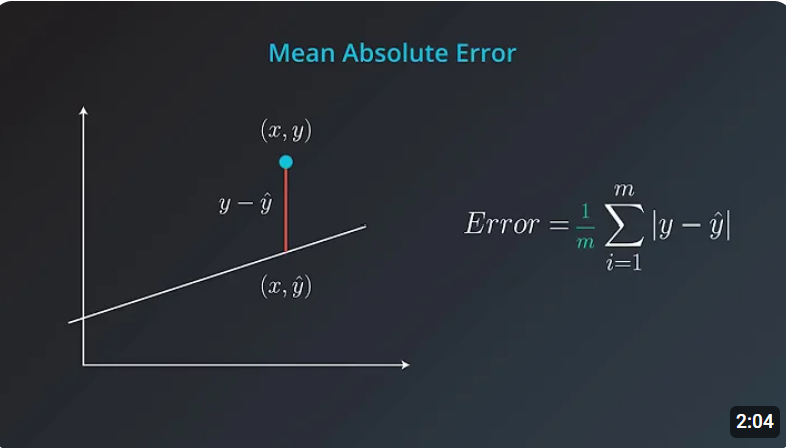 Mean Absolute Error
(x, y)
y − ŷ
(x, ŷ)
Error = 1/m ∑_{i=1}^{m} |y − ŷ|
2:04